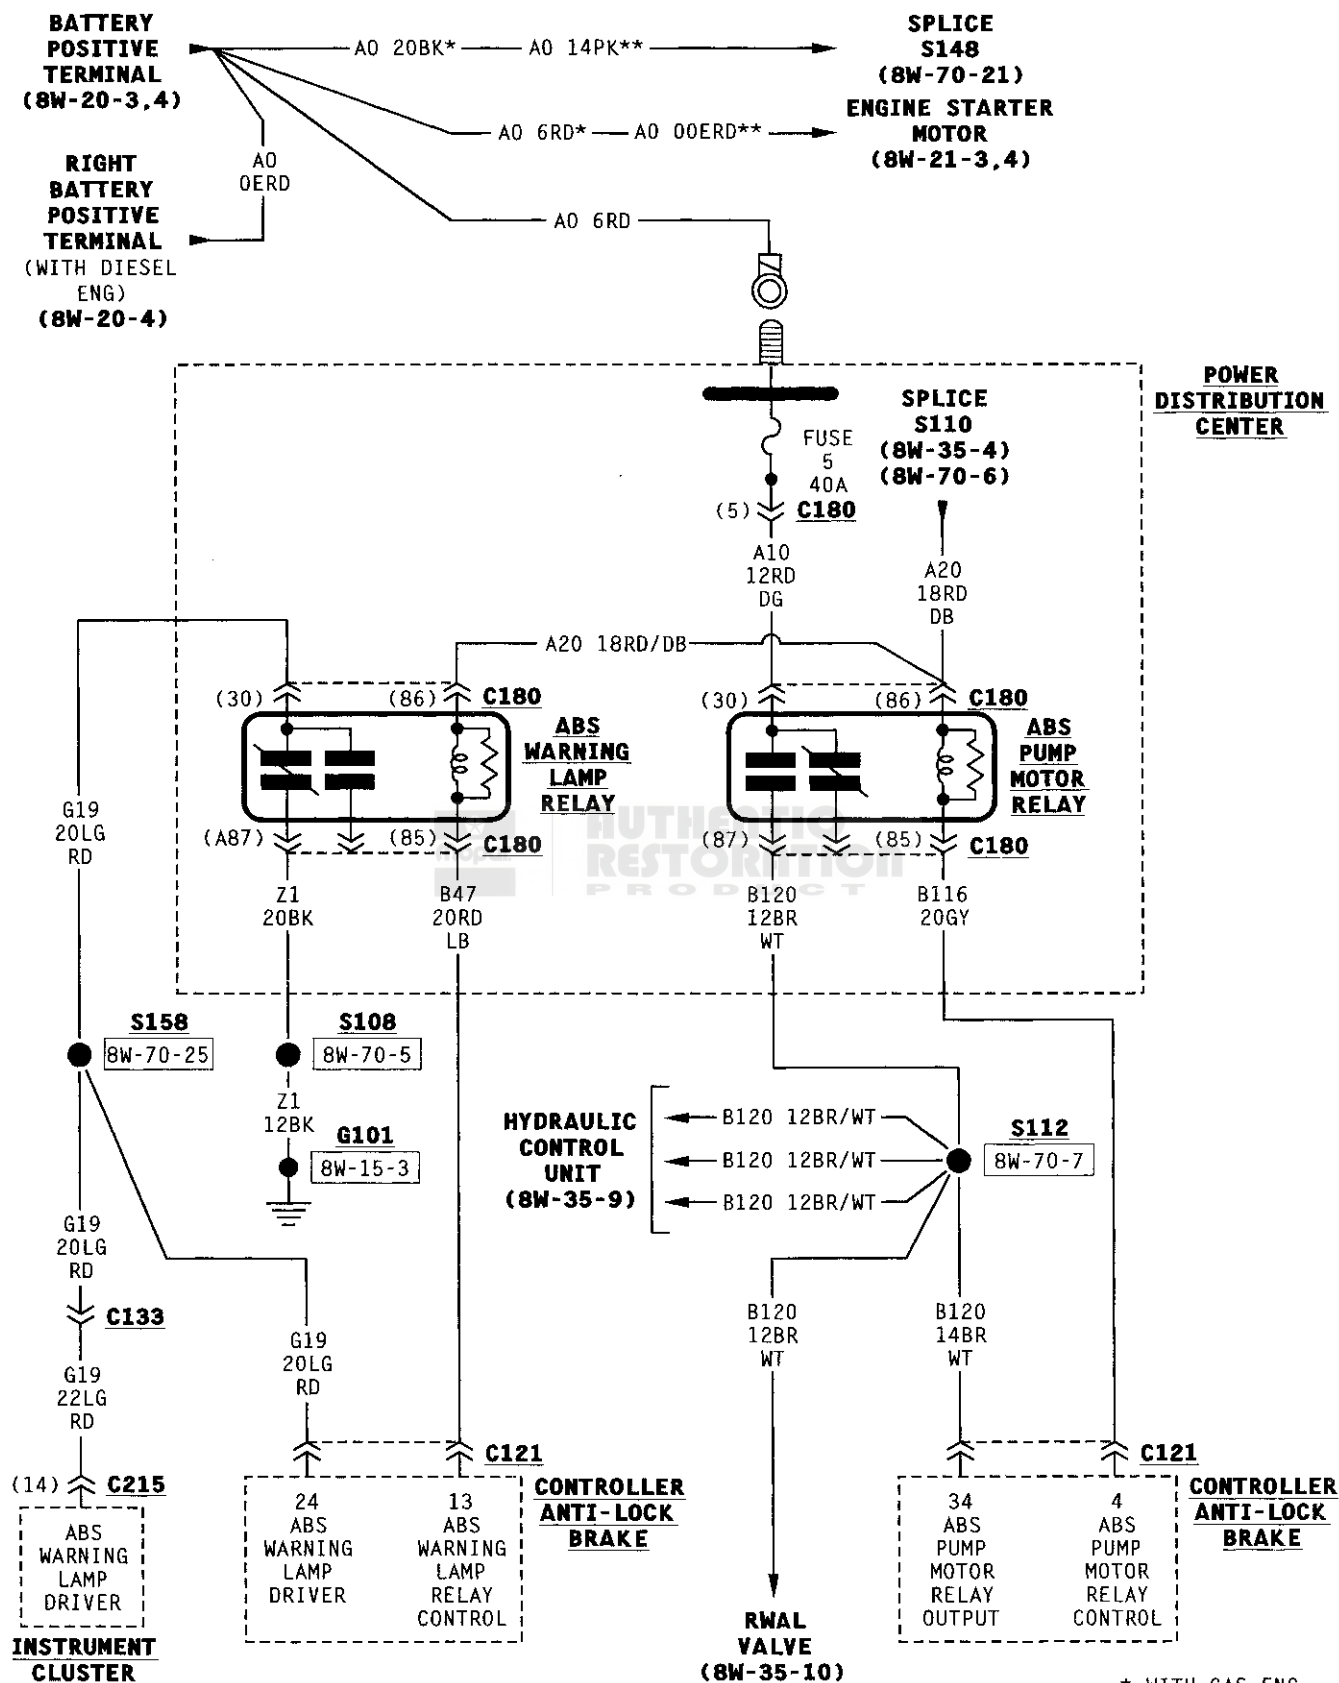 BATTERY
POSITIVE
TERMINAL
(8W-20-3,4)
A0 20BK*
A0 14PK**
SPLICE
S148
(8W-70-21)
A0 6RD*
A0 00ERD**
ENGINE STARTER
MOTOR
(8W-21-3,4)
A0
0ERD
RIGHT
BATTERY
POSITIVE
TERMINAL
(WITH DIESEL
ENG)
(8W-20-4)
A0 6RD
POWER
DISTRIBUTION
CENTER
FUSE
5
40A
SPLICE
S110
(8W-35-4)
(8W-70-6)
(5)
C180
A10
12RD
DG
A20
18RD
DB
A20 18RD/DB
(30)
(86)
C180
(30)
(86)
C180
ABS
WARNING
LAMP
RELAY
ABS
PUMP
MOTOR
RELAY
G19
20LG
RD
(A87)
(85)
C180
(87)
(85)
C180
mopar
AUTHENTIC
RESTORATION
PRODUCT
Z1
20BK
B47
20RD
LB
B120
12BR
WT
B116
20GY
S158
8W-70-25
S108
8W-70-5
Z1
12BK
G101
8W-15-3
HYDRAULIC
CONTROL
UNIT
(8W-35-9)
B120 12BR/WT
B120 12BR/WT
B120 12BR/WT
S112
8W-70-7
G19
20LG
RD
C133
G19
22LG
RD
G19
20LG
RD
B120
12BR
WT
B120
14BR
WT
(14)
C215
C121
C121
ABS
WARNING
LAMP
DRIVER
INSTRUMENT
CLUSTER
24
ABS
WARNING
LAMP
DRIVER
13
ABS
WARNING
LAMP
RELAY
CONTROL
CONTROLLER
ANTI-LOCK
BRAKE
RWAL
VALVE
(8W-35-10)
34
ABS
PUMP
MOTOR
RELAY
OUTPUT
4
ABS
PUMP
MOTOR
RELAY
CONTROL
CONTROLLER
ANTI-LOCK
BRAKE
* WITH GAS ENG